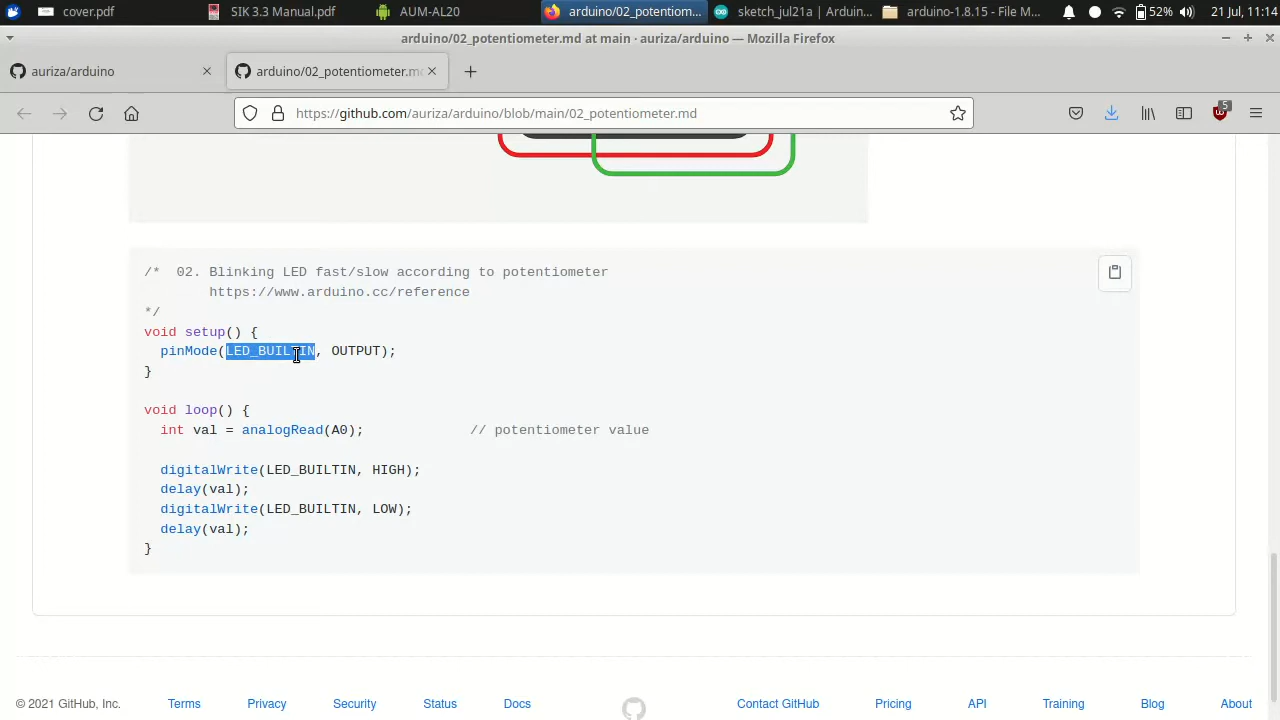 cover.pdf SIK 3.3 Manual.pdf AUM-AL20 arduino/02_potentiom... sketch_jul21a | Arduin... arduino-1.8.15 - File M... 52% 21 Jul, 11:14
arduino/02_potentiometer.md at main · auriza/arduino — Mozilla Firefox
auriza/arduino arduino/02_potentiometer.md
https://github.com/auriza/arduino/blob/main/02_potentiometer.md 5
/*  02. Blinking LED fast/slow according to potentiometer
        https://www.arduino.cc/reference
*/
void setup() {
  pinMode(LED_BUILTIN, OUTPUT);
}
void loop() {
  int val = analogRead(A0);             // potentiometer value
  digitalWrite(LED_BUILTIN, HIGH);
  delay(val);
  digitalWrite(LED_BUILTIN, LOW);
  delay(val);
}
© 2021 GitHub, Inc. Terms Privacy Security Status Docs Contact GitHub Pricing API Training Blog About